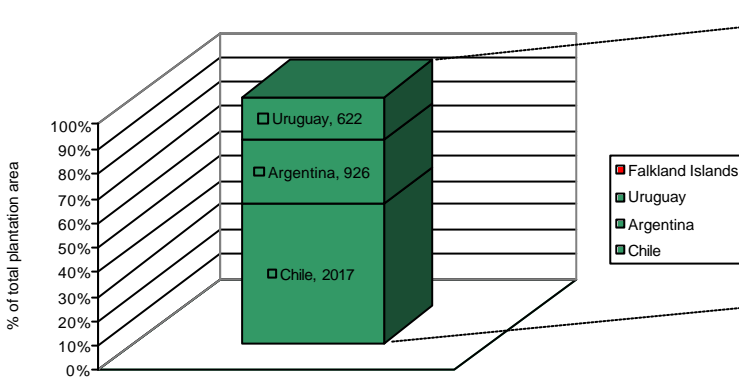 % of total plantation area
100%
90%
80%
70%
60%
50%
40%
30%
20%
10%
0%
Uruguay, 622
Argentina, 926
Chile, 2017
Falkland Islands
Uruguay
Argentina
Chile